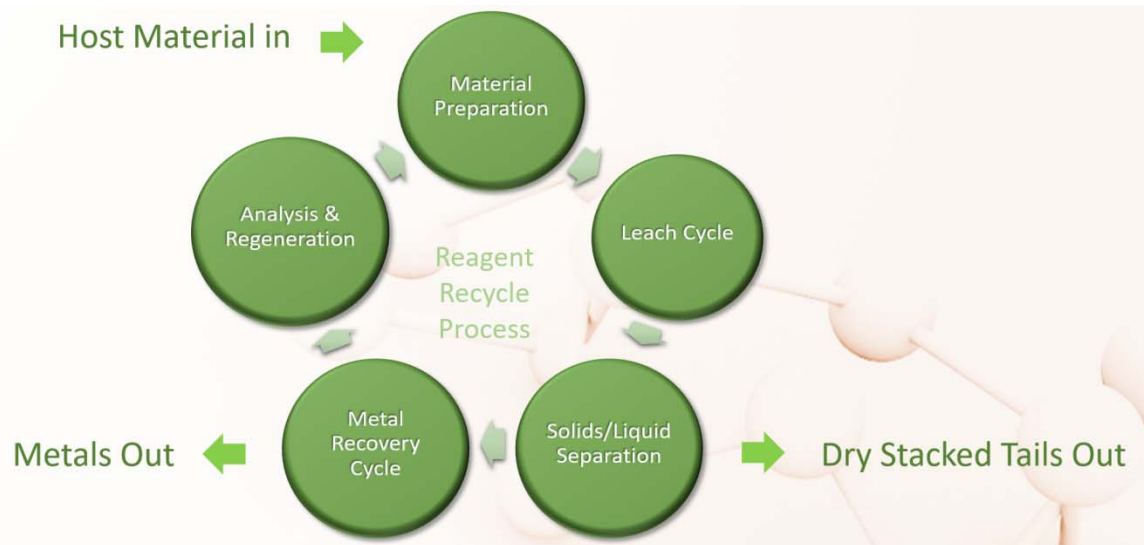 Host Material in
Material
Preparation
Analysis &
Regeneration
Leach Cycle
Reagent
Recycle
Process
Metal
Recovery
Cycle
Solids/Liquid
Separation
Metals Out
Dry Stacked Tails Out